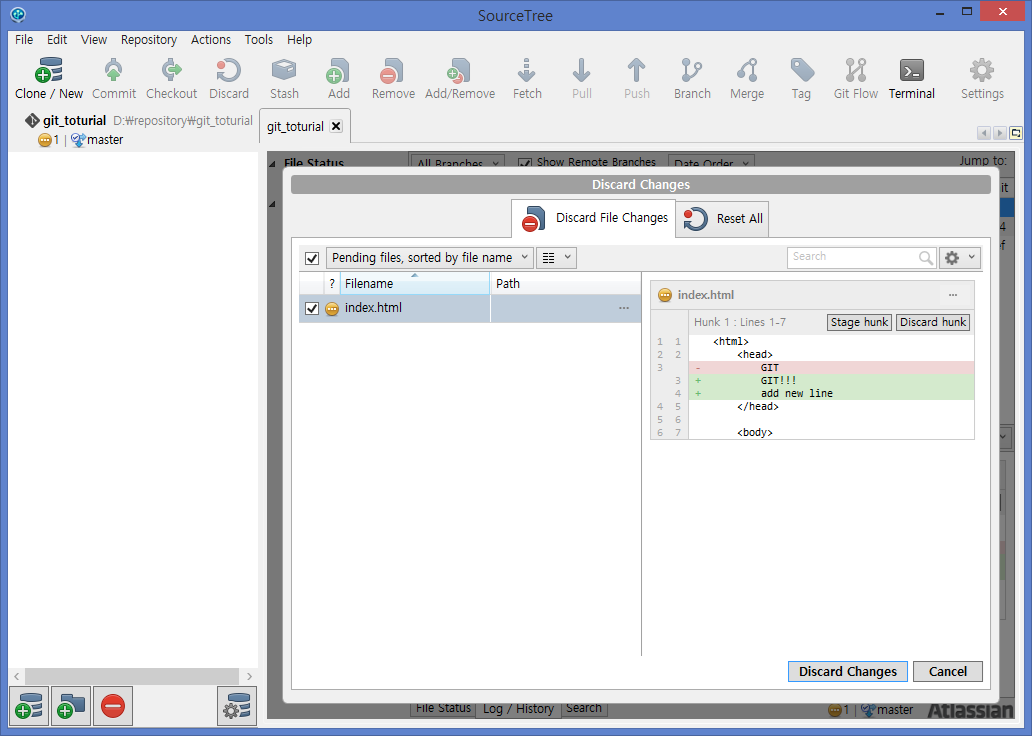 SourceTree
File Edit View Repository Actions Tools Help
Clone / New Commit Checkout Discard Stash Add Remove Add/Remove Fetch Pull Push Branch Merge Tag Git Flow Terminal Settings
git_toturial D:₩repository₩git_toturial
1 | master
git_toturial
File Status All Branches Show Remote Branches Date Order Jump to:
Discard Changes
Discard File Changes Reset All
Pending files, sorted by file name Search
? Filename Path
index.html ...
index.html ...
Hunk 1 : Lines 1-7 Stage hunk Discard hunk
1 1 <html>
2 2 <head>
3 - GIT
3 + GIT!!!
4 + add new line
4 5 </head>
5 6
6 7 <body>
Discard Changes Cancel
File Status Log / History Search 1 master Atlassian